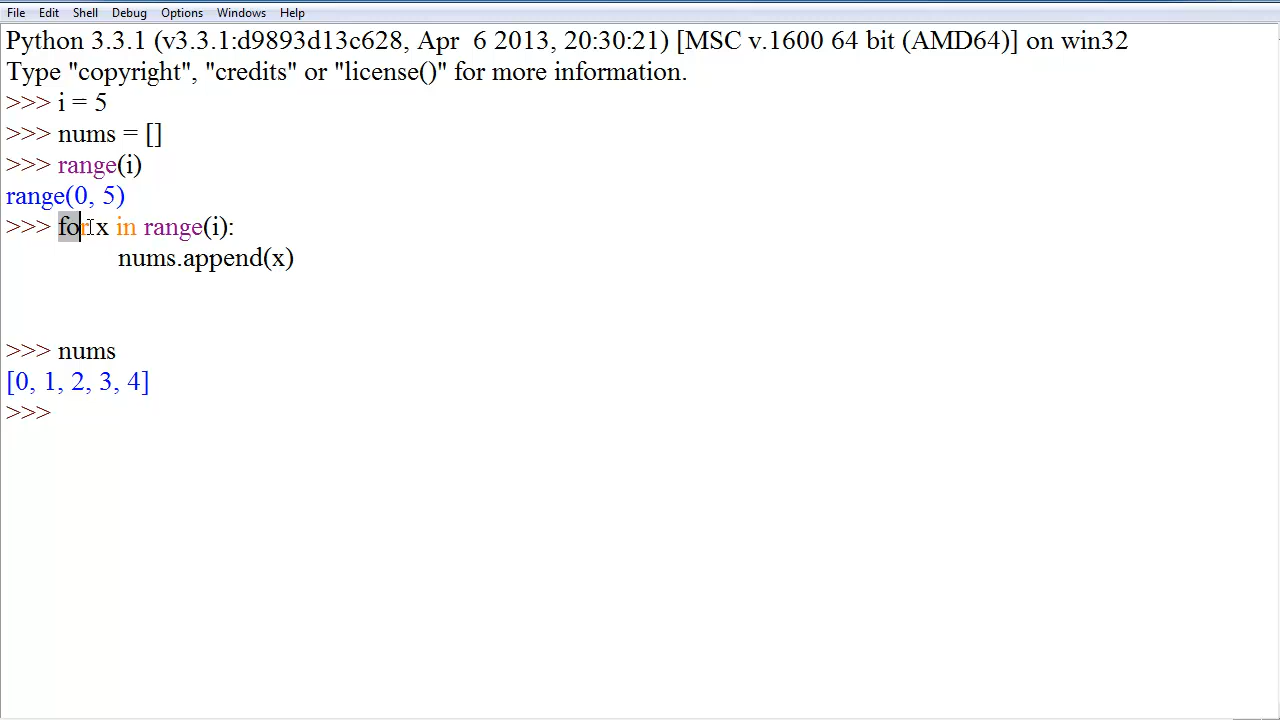 File Edit Shell Debug Options Windows Help
Python 3.3.1 (v3.3.1:d9893d13c628, Apr  6 2013, 20:30:21) [MSC v.1600 64 bit (AMD64)] on win32
Type "copyright", "credits" or "license()" for more information.
>>> i = 5
>>> nums = []
>>> range(i)
range(0, 5)
>>> for x in range(i):
nums.append(x)
>>> nums
[0, 1, 2, 3, 4]
>>>